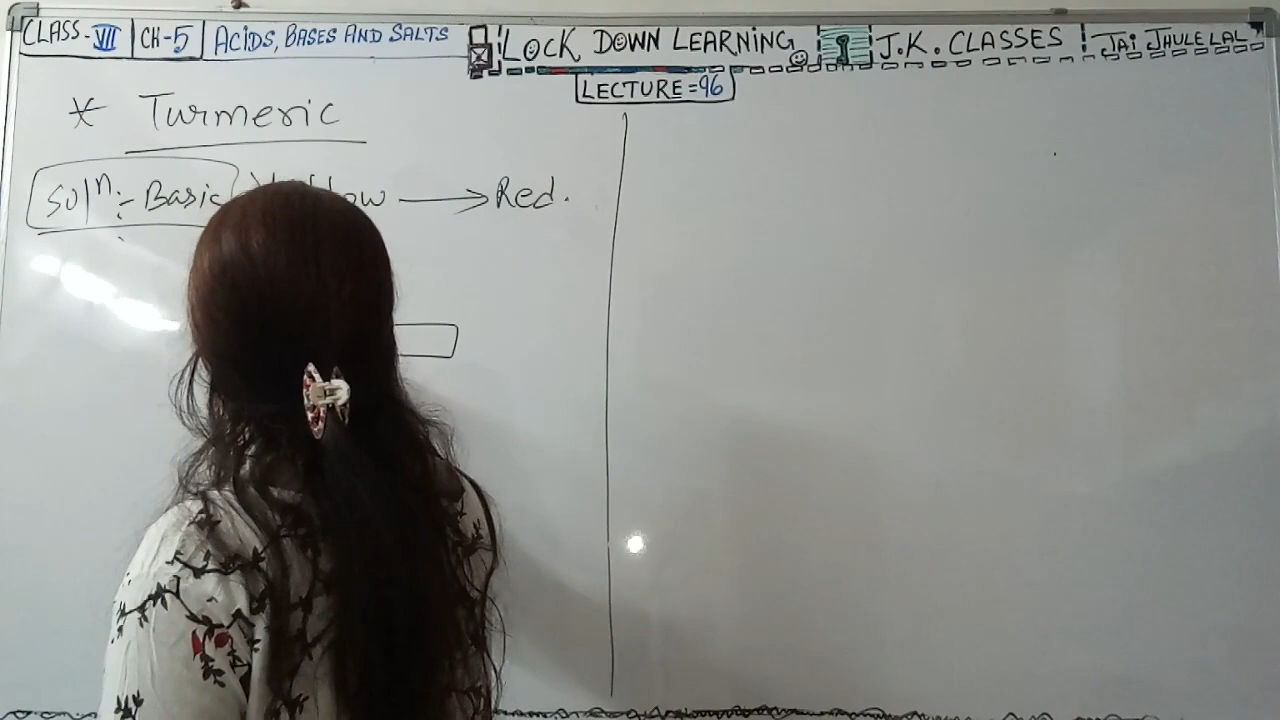 CLASS-VII CH-5 ACIDS, BASES AND SALTS LOCK DOWN LEARNING J.K. CLASSES JAI JHULELAL
LECTURE=96
* Turmeric
Solⁿ:- Basic → Red.